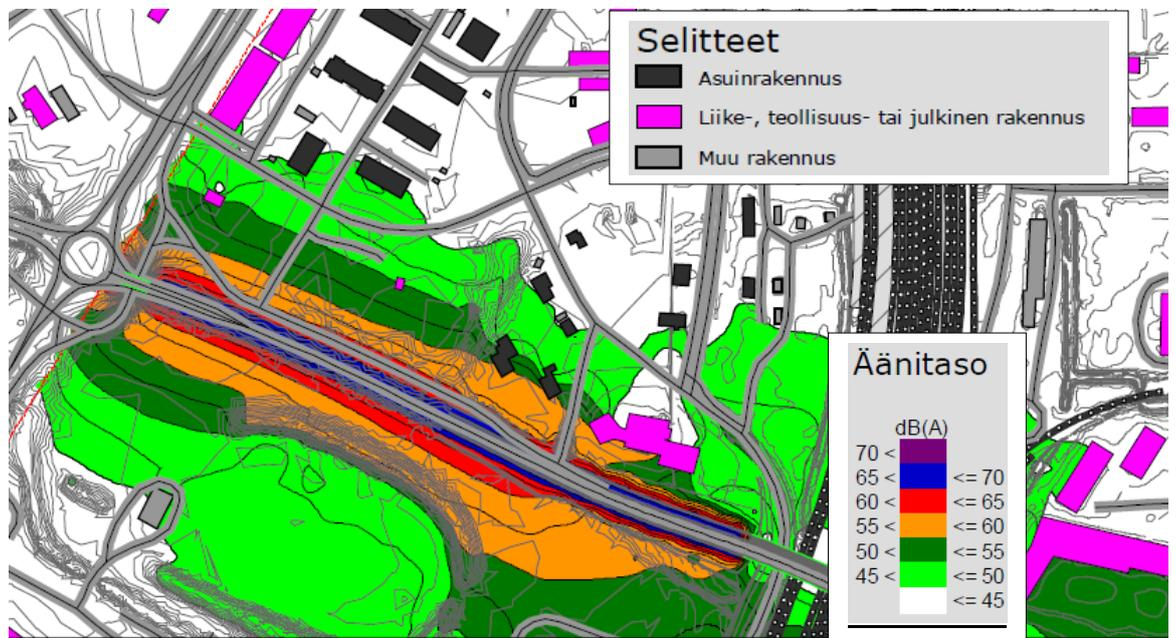 Selitteet
Asuinrakennus
Liike-, teollisuus- tai julkinen rakennus
Muu rakennus
Äänitaso
dB(A)
70 <
65 < <= 70
60 < <= 65
55 < <= 60
50 < <= 55
45 < <= 50
<= 45